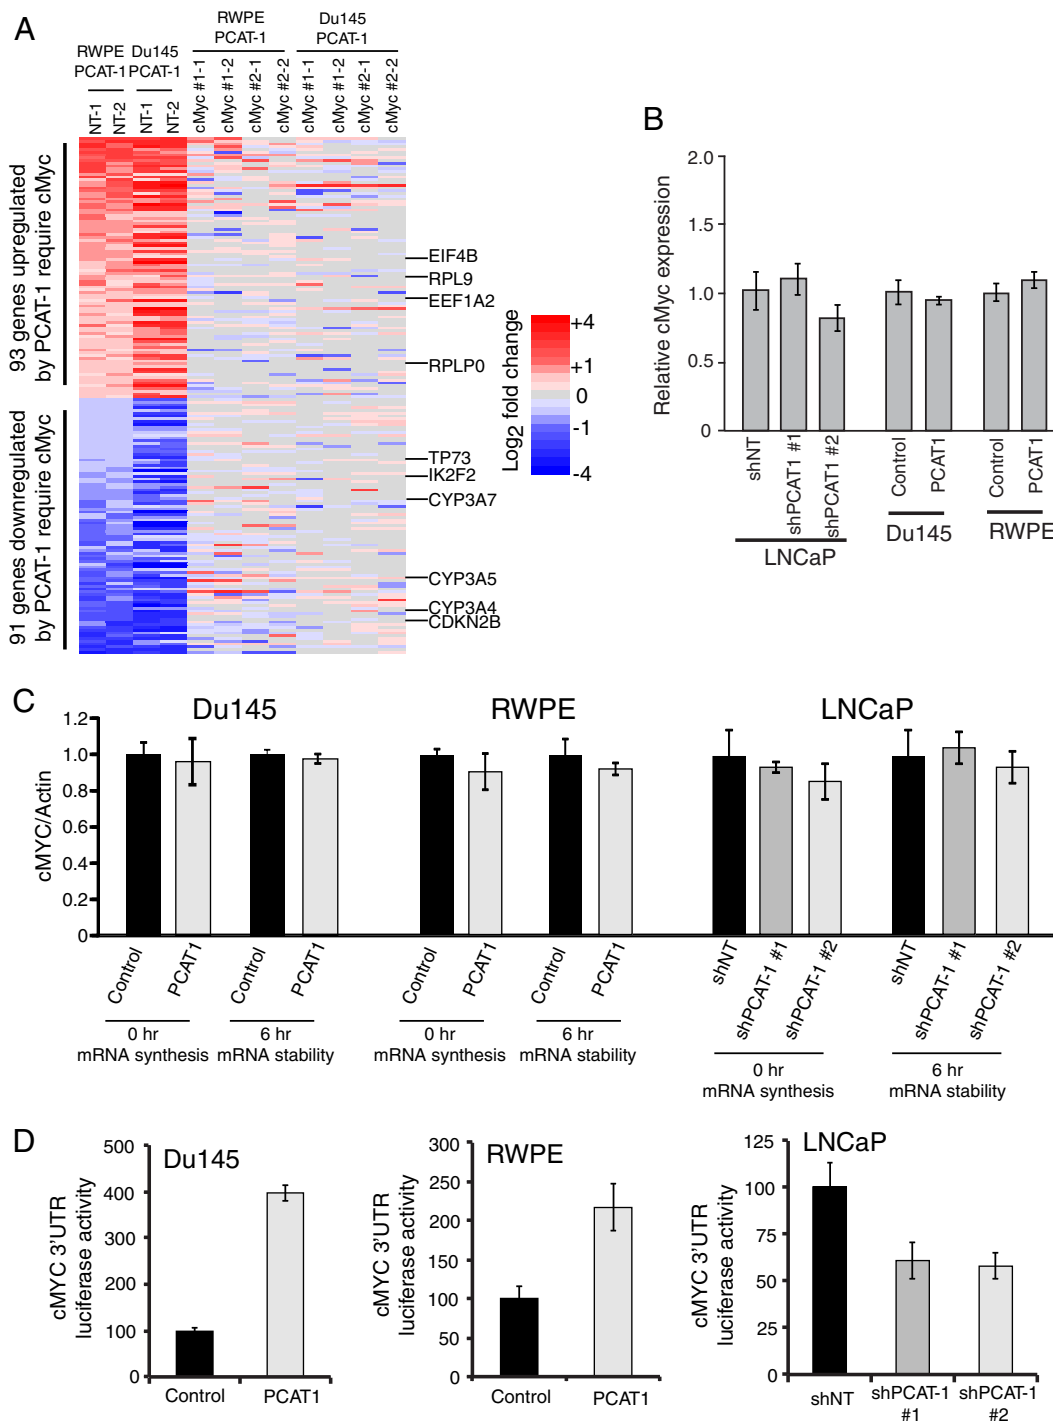 A
RWPE
PCAT-1
Du145
PCAT-1
RWPE
PCAT-1
Du145
PCAT-1
NT-1
NT-2
NT-1
NT-2
cMyc #1-1
cMyc #1-2
cMyc #2-1
cMyc #2-2
cMyc #1-1
cMyc #1-2
cMyc #2-1
cMyc #2-2
93 genes upregulated
by PCAT-1 require cMyc
91 genes downregulated
by PCAT-1 require cMyc
EIF4B
RPL9
EEF1A2
RPLP0
TP73
IK2F2
CYP3A7
CYP3A5
CYP3A4
CDKN2B
Log2 fold change
+4
+1
0
-1
-4
B
Relative cMyc expression
2.0
1.5
1.0
0.5
0
shNT
shPCAT1 #1
shPCAT1 #2
Control
PCAT1
Control
PCAT1
LNCaP
Du145
RWPE
C
Du145
RWPE
LNCaP
cMYC/Actin
1.2
1.0
0.8
0.6
0.4
0.2
0
Control
PCAT1
Control
PCAT1
Control
PCAT1
Control
PCAT1
shNT
shPCAT-1 #1
shPCAT-1 #2
shNT
shPCAT-1 #1
shPCAT-1 #2
0 hr
mRNA synthesis
6 hr
mRNA stability
0 hr
mRNA synthesis
6 hr
mRNA stability
0 hr
mRNA synthesis
6 hr
mRNA stability
D
Du145
cMYC 3'UTR
luciferase activity
500
400
300
200
100
0
Control
PCAT1
RWPE
cMYC 3'UTR
luciferase activity
300
250
200
150
100
50
0
Control
PCAT1
LNCaP
cMYC 3'UTR
luciferase activity
125
100
75
50
25
0
shNT
shPCAT-1
#1
shPCAT-1
#2